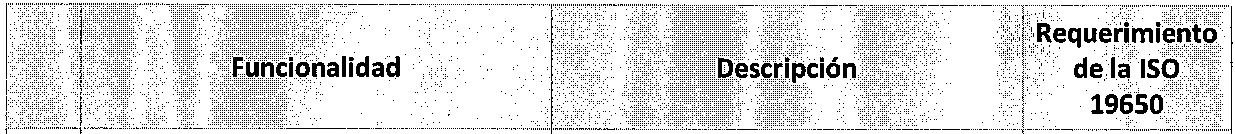 Funcionalidad
Descripción
Requerimiento
de la ISO
19650